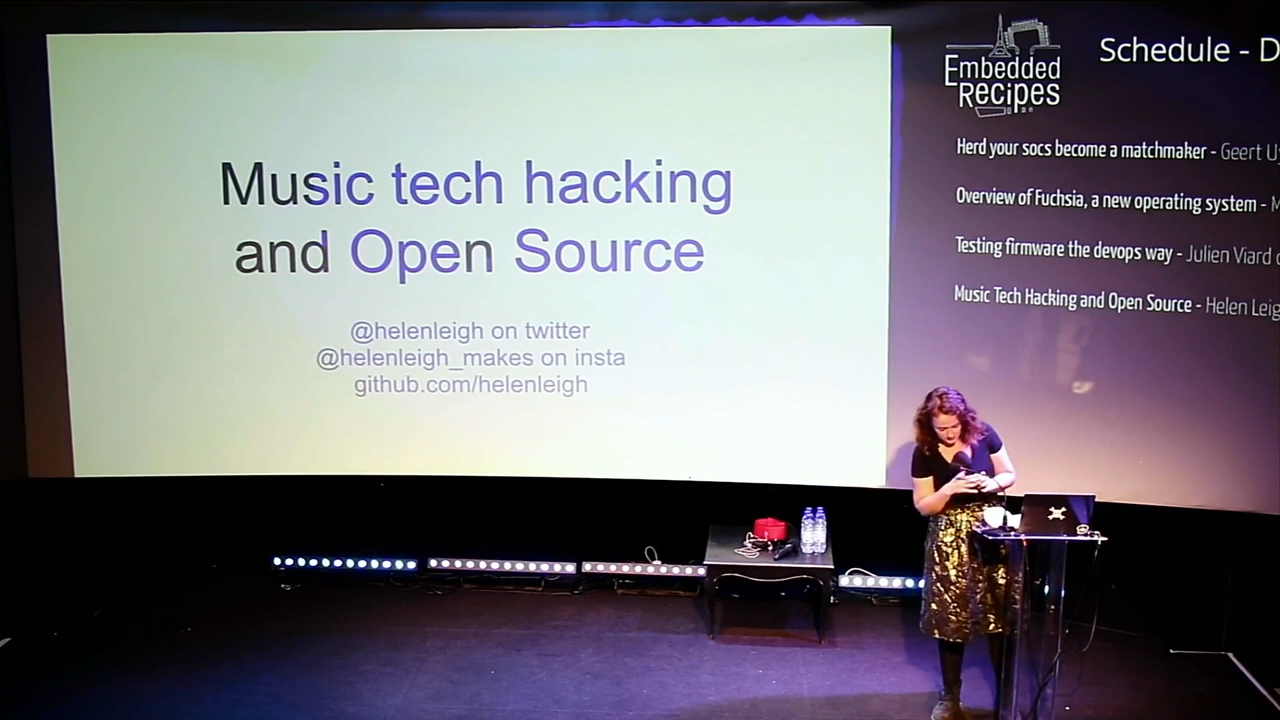 Music tech hacking
and Open Source
@helenleigh on twitter
@helenleigh_makes on insta
github.com/helenleigh
Embedded
Recipes
Schedule - D
Herd your socs become a matchmaker - Geert U
Overview of Fuchsia, a new operating system - M
Testing firmware the devops way - Julien Viard
Music Tech Hacking and Open Source - Helen Leig